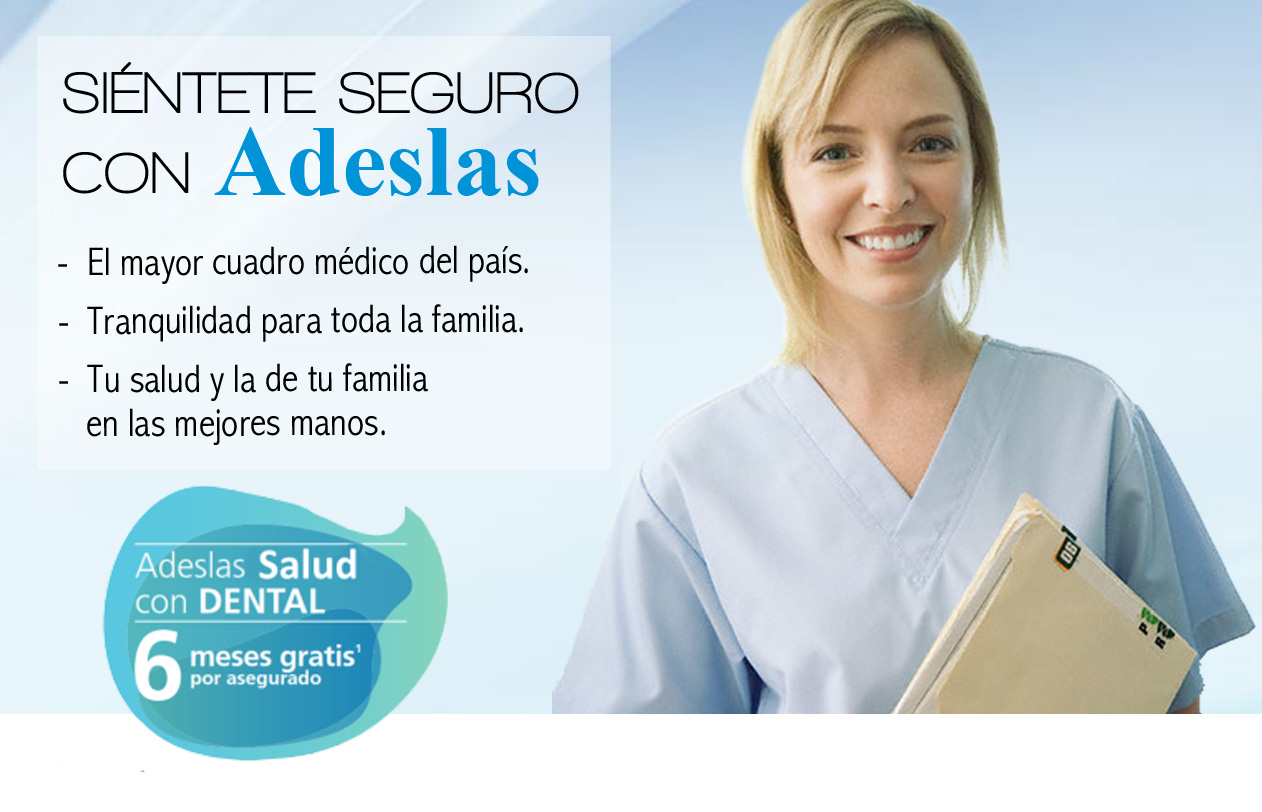 SIÉNTETE SEGURO
CON Adeslas
- El mayor cuadro médico del país.
- Tranquilidad para toda la familia.
- Tu salud y la de tu familia
en las mejores manos.
Adeslas Salud
con DENTAL
6 meses gratis¹
por asegurado
06
P
R